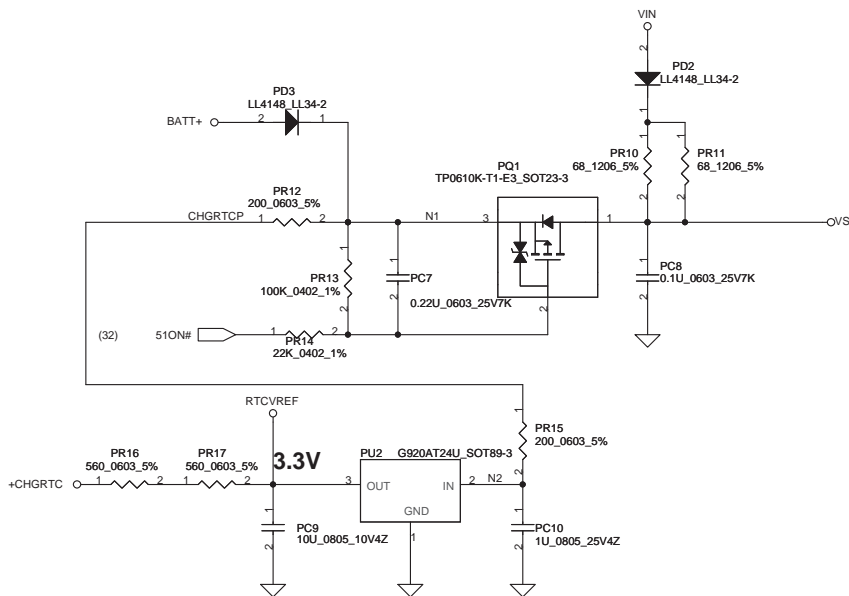 VIN
2
PD2
LL4148_LL34-2
1
PD3
LL4148_LL34-2
BATT+
2
1
1
1
PR10
68_1206_5%
PR11
68_1206_5%
2
2
PQ1
TP0610K-T1-E3_SOT23-3
PR12
200_0603_5%
CHGRTCP
1
2
N1
3
1
VS
2
1
PR13
100K_0402_1%
2
1
PC7
0.22U_0603_25V7K
2
1
PC8
0.1U_0603_25V7K
2
(32)
51ON#
1
2
PR14
22K_0402_1%
RTCVREF
1
PR15
200_0603_5%
2
PR16
560_0603_5%
PR17
560_0603_5%
3.3V
PU2
G920AT24U_SOT89-3
+CHGRTC
1
2
1
2
3
OUT
IN
2
N2
GND
1
1
PC9
10U_0805_10V4Z
2
1
PC10
1U_0805_25V4Z
2